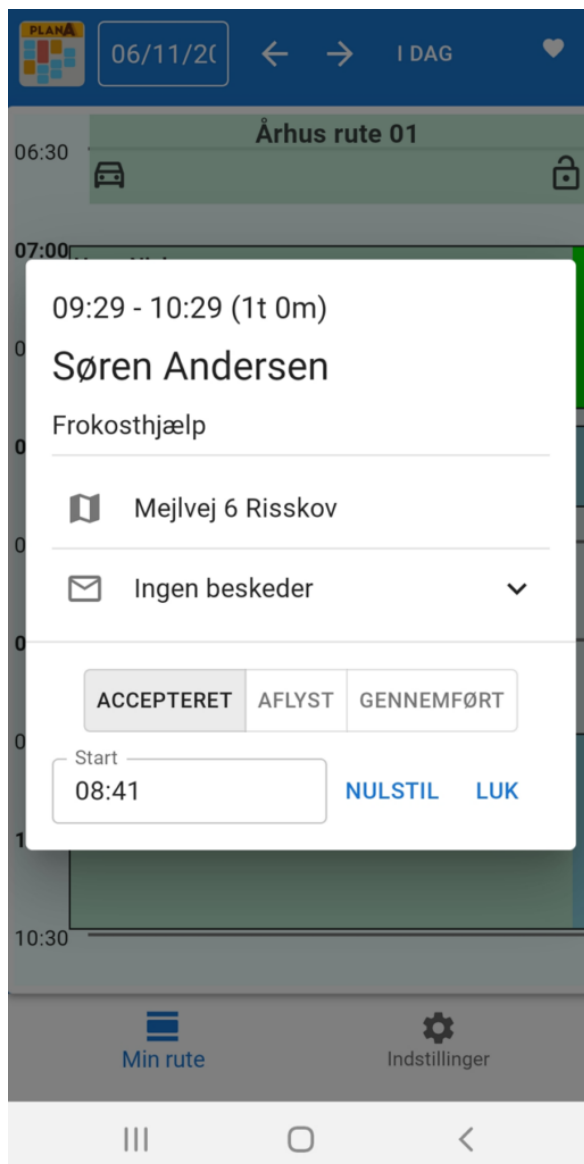 PLANA
06/11/20
I DAG
Århus rute 01
06:30
07:00
09:29 - 10:29 (1t 0m)
Søren Andersen
Frokosthjælp
Mejlvej 6 Risskov
Ingen beskeder
ACCEPTERET AFLYST GENNEMFØRT
Start
08:41
NULSTIL LUK
10:30
Min rute
Indstillinger